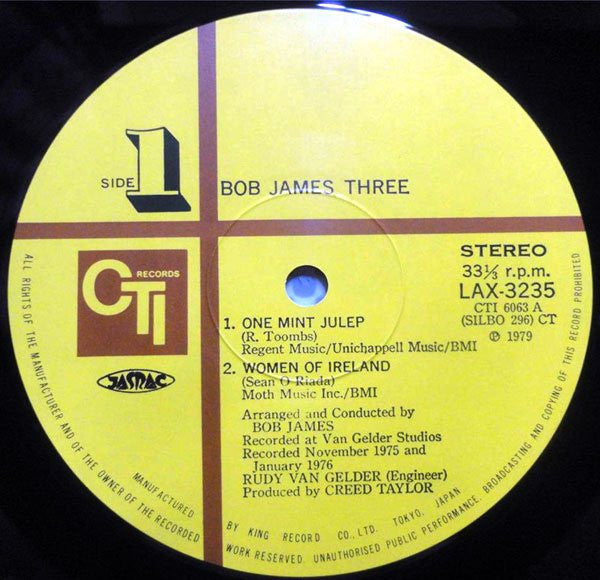 SIDE 1
BOB JAMES THREE
CTI RECORDS
JASRAC
STEREO
33⅓ r.p.m.
LAX-3235
CTI 6063 A
(SILBO 296) CT
℗ 1979
1. ONE MINT JULEP
(R. Toombs)
Regent Music/Unichappell Music/BMI
2. WOMEN OF IRELAND
(Sean O Riada)
Moth Music Inc./BMI
Arranged and Conducted by
BOB JAMES
Recorded at Van Gelder Studios
Recorded November 1975 and
January 1976
RUDY VAN GELDER (Engineer)
Produced by CREED TAYLOR
MANUFACTURED BY KING RECORD CO., LTD. TOKYO, JAPAN
ALL RIGHTS OF THE MANUFACTURER AND OF THE OWNER OF THE RECORDED WORK RESERVED. UNAUTHORISED PUBLIC PERFORMANCE, BROADCASTING AND COPYING OF THIS RECORD PROHIBITED